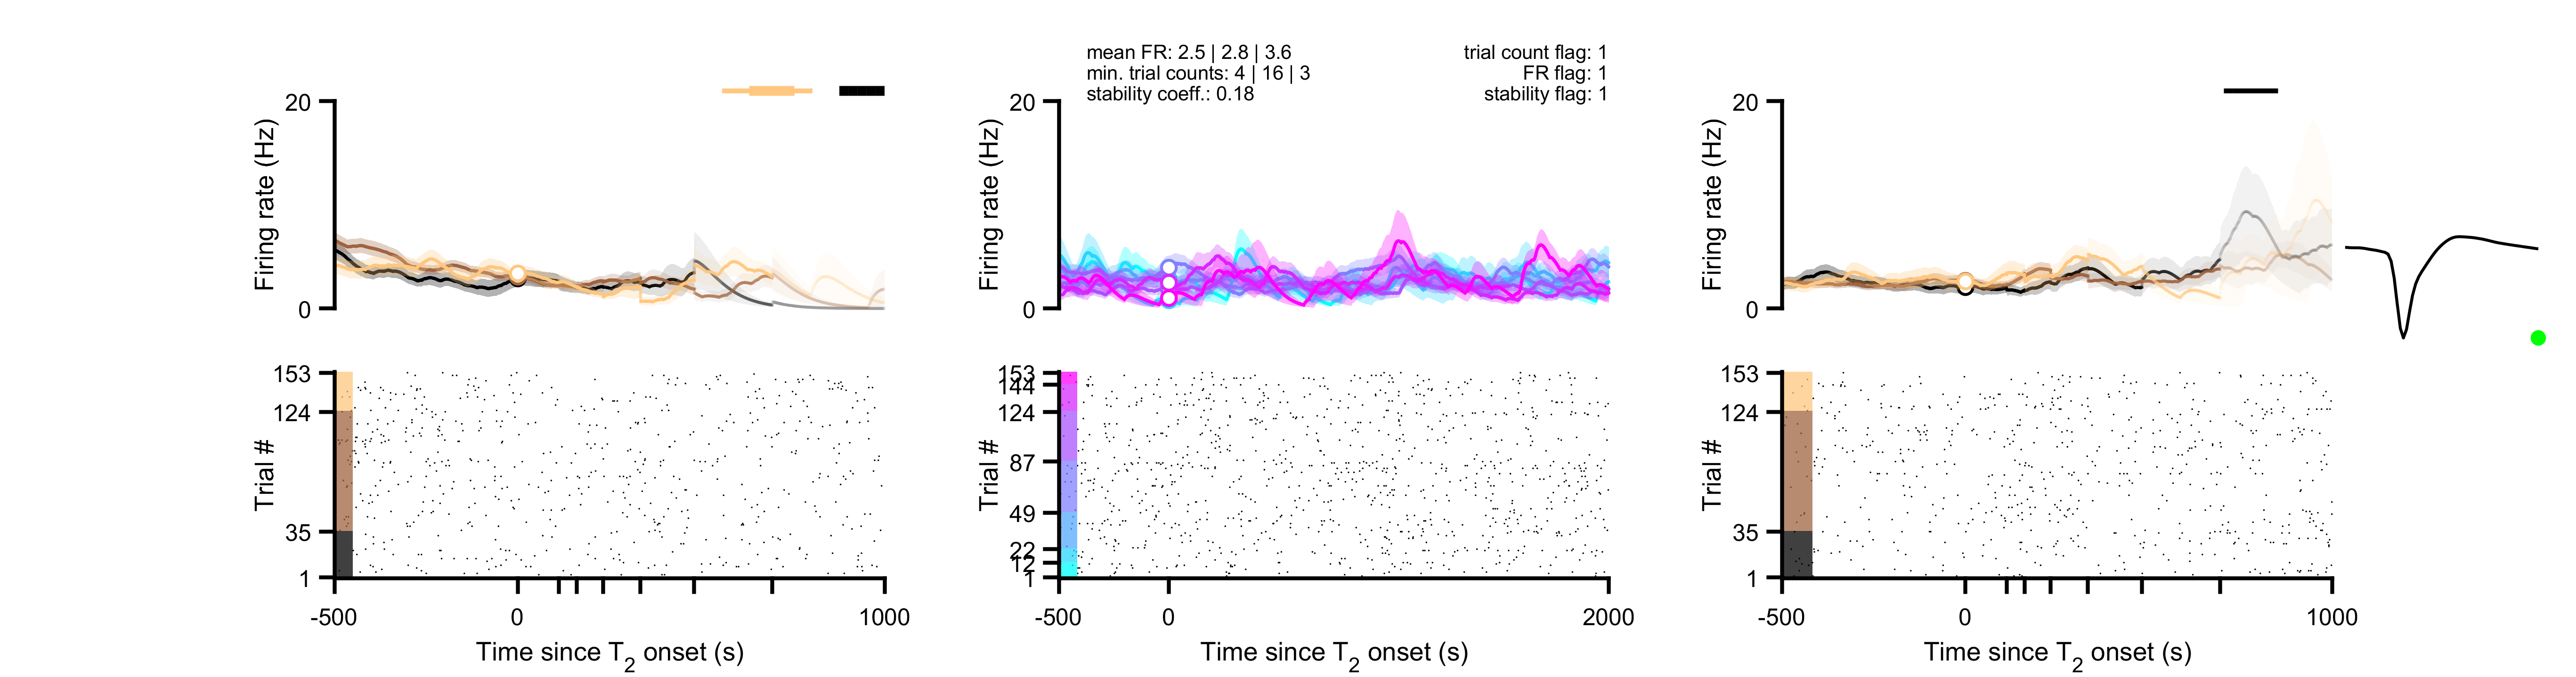 mean FR: 2.5 | 2.8 | 3.6
min. trial counts: 4 | 16 | 3
stability coeff.: 0.18
trial count flag: 1
FR flag: 1
stability flag: 1
20
Firing rate (Hz)
0
153
124
Trial #
35
1
-500
0
1000
Time since T2 onset (s)
20
Firing rate (Hz)
0
153
144
124
Trial #
87
49
22
12
1
-500
0
2000
Time since T2 onset (s)
20
Firing rate (Hz)
0
153
124
Trial #
35
1
-500
0
1000
Time since T2 onset (s)